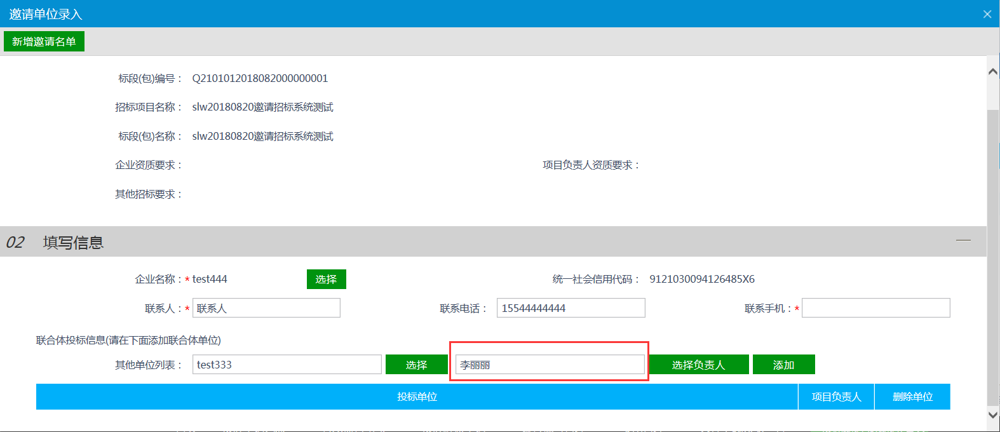 邀请单位录入
新增邀请名单
标段(包)编号： Q2101012018082000000001
招标项目名称： slw20180820邀请招标系统测试
标段(包)名称： slw20180820邀请招标系统测试
企业资质要求： 项目负责人资质要求：
其他招标要求：
02 填写信息
企业名称：* test444 选择 统一社会信用代码： 9121030094126485X6
联系人：* 联系人 联系电话： 15544444444 联系手机：*
联合体投标信息(请在下面添加联合体单位)
其他单位列表： test333 选择 李丽丽 选择负责人 添加
投标单位 项目负责人 删除单位